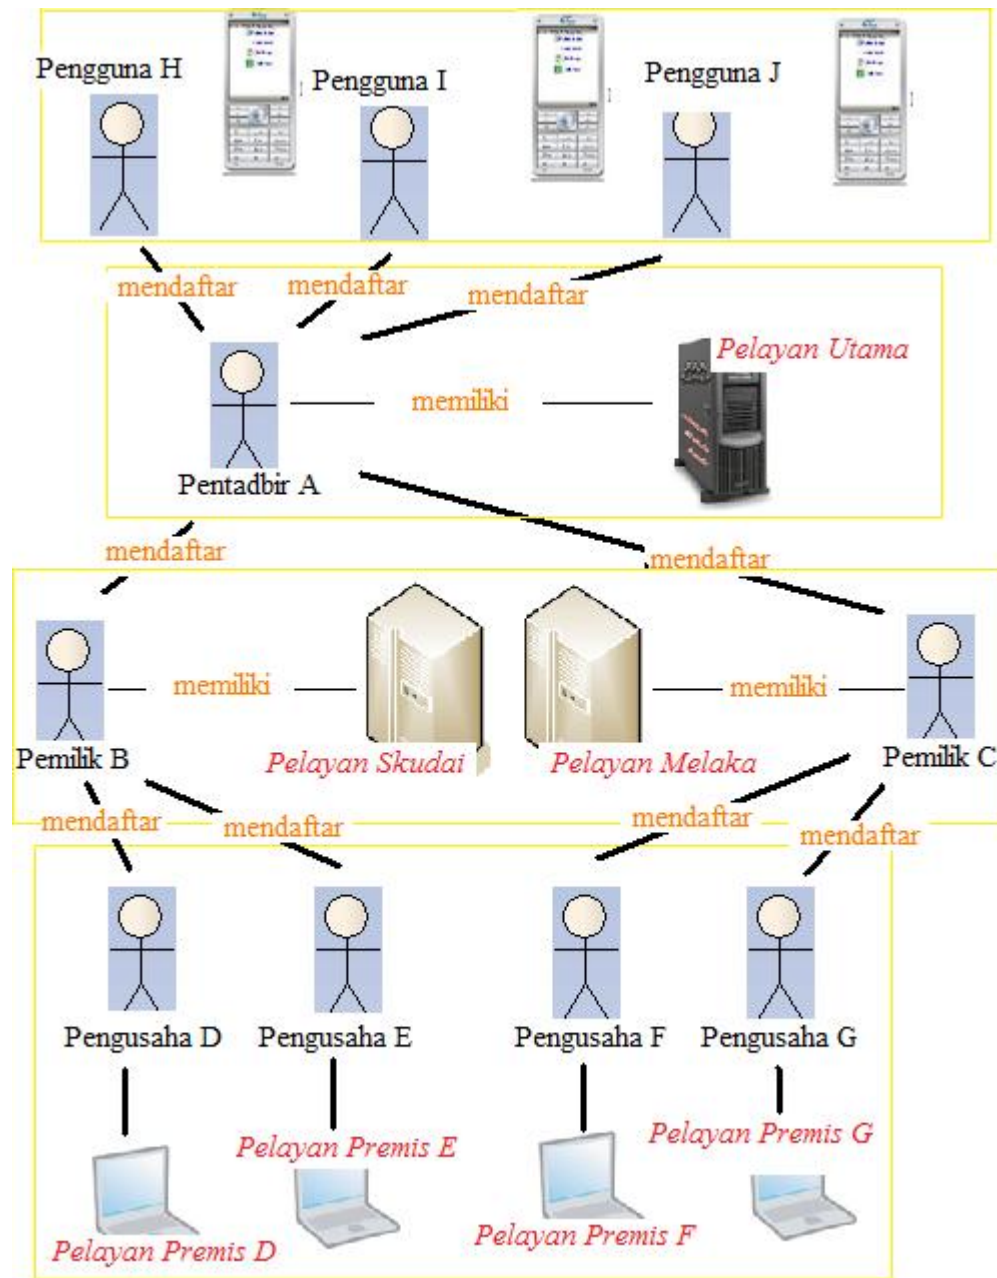 Pengguna H
Pengguna I
Pengguna J
mendaftar
mendaftar
mendaftar
Pelayan Utama
memiliki
Pentadbir A
mendaftar
mendaftar
memiliki
memiliki
Pemilik B
Pelayan Skudai
Pelayan Melaka
Pemilik C
mendaftar
mendaftar
mendaftar
mendaftar
Pengusaha D
Pengusaha E
Pengusaha F
Pengusaha G
Pelayan Premis E
Pelayan Premis G
Pelayan Premis D
Pelayan Premis F